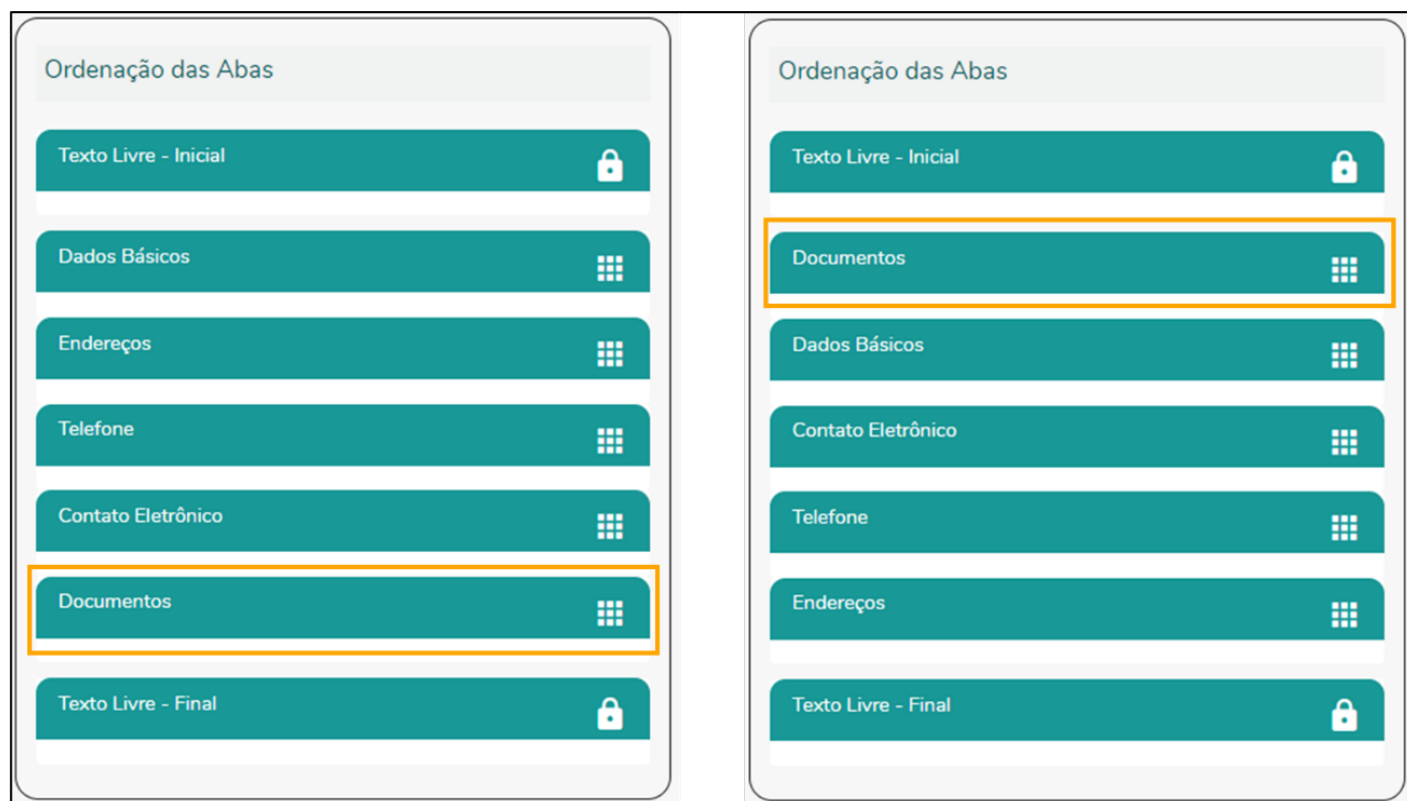 Ordenação das Abas
Texto Livre - Inicial
Dados Básicos
Endereços
Telefone
Contato Eletrônico
Documentos
Texto Livre - Final
Ordenação das Abas
Texto Livre - Inicial
Documentos
Dados Básicos
Contato Eletrônico
Telefone
Endereços
Texto Livre - Final